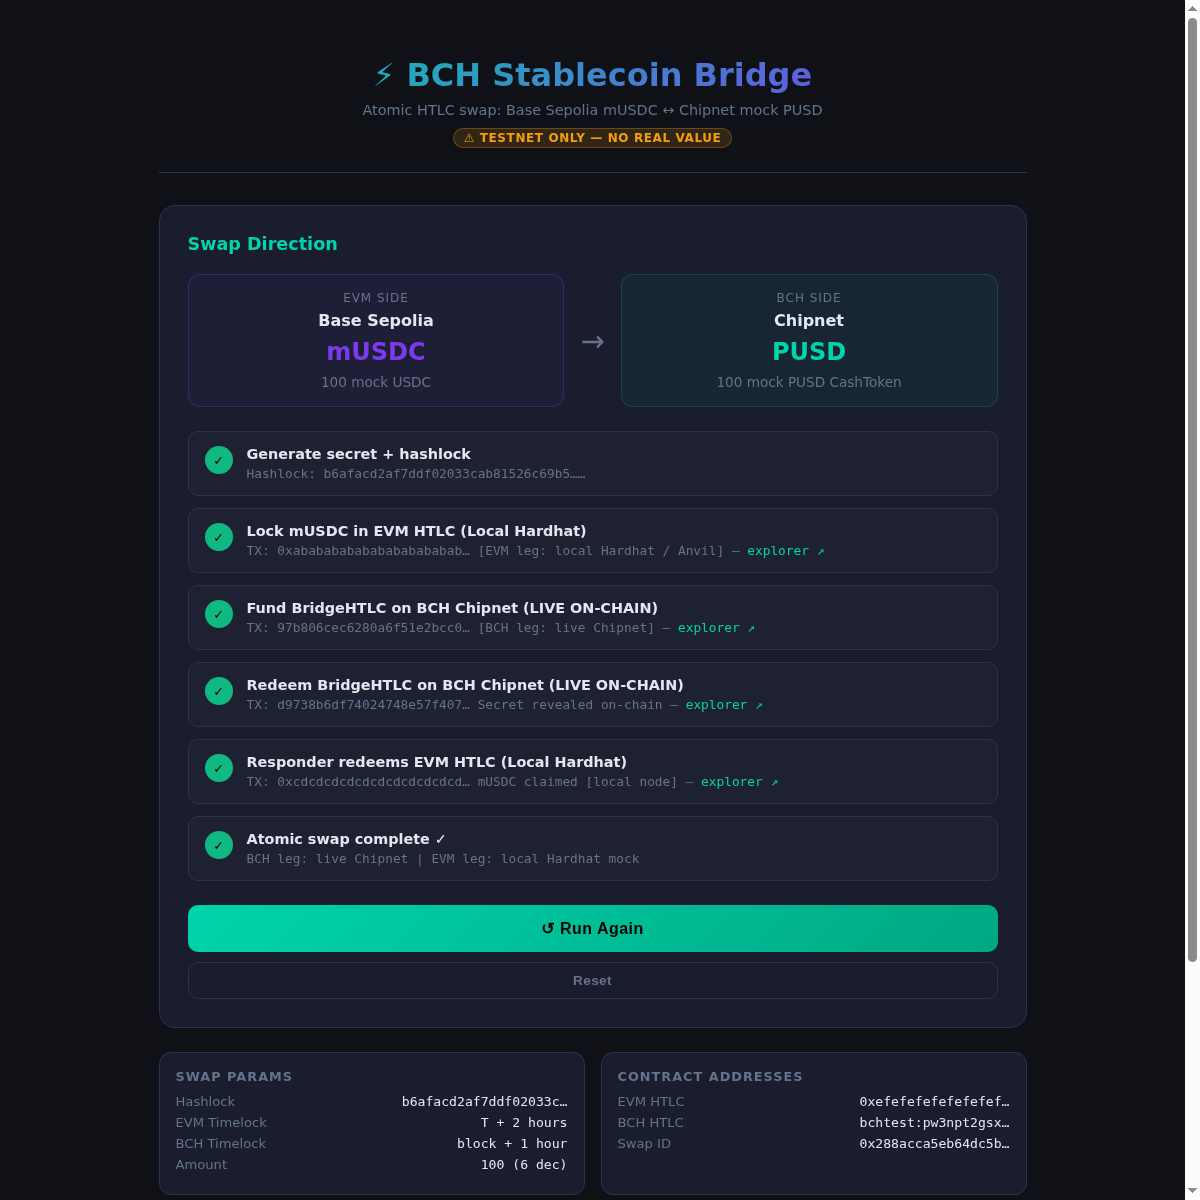 ⚡ BCH Stablecoin Bridge
Atomic HTLC swap: Base Sepolia mUSDC ↔ Chipnet mock PUSD
⚠ TESTNET ONLY — NO REAL VALUE
Swap Direction
EVM SIDE
Base Sepolia
mUSDC
100 mock USDC
→
BCH SIDE
Chipnet
PUSD
100 mock PUSD CashToken
✓ Generate secret + hashlock
Hashlock: b6afacd2af7ddf02033cab81526c69b5……
✓ Lock mUSDC in EVM HTLC (Local Hardhat)
TX: 0xabababababababababababab… [EVM leg: local Hardhat / Anvil] — explorer ↗
✓ Fund BridgeHTLC on BCH Chipnet (LIVE ON-CHAIN)
TX: 97b806cec6280a6f51e2bcc0… [BCH leg: live Chipnet] — explorer ↗
✓ Redeem BridgeHTLC on BCH Chipnet (LIVE ON-CHAIN)
TX: d9738b6df74024748e57f407… Secret revealed on-chain — explorer ↗
✓ Responder redeems EVM HTLC (Local Hardhat)
TX: 0xcdcdcdcdcdcdcdcdcdcdcd… mUSDC claimed [local node] — explorer ↗
✓ Atomic swap complete ✓
BCH leg: live Chipnet | EVM leg: local Hardhat mock
↺ Run Again
Reset
SWAP PARAMS
Hashlock b6afacd2af7ddf02033c…
EVM Timelock T + 2 hours
BCH Timelock block + 1 hour
Amount 100 (6 dec)
CONTRACT ADDRESSES
EVM HTLC 0xefefefefefefefefef…
BCH HTLC bchtest:pw3npt2gsx…
Swap ID 0x288acca5eb64dc5b…